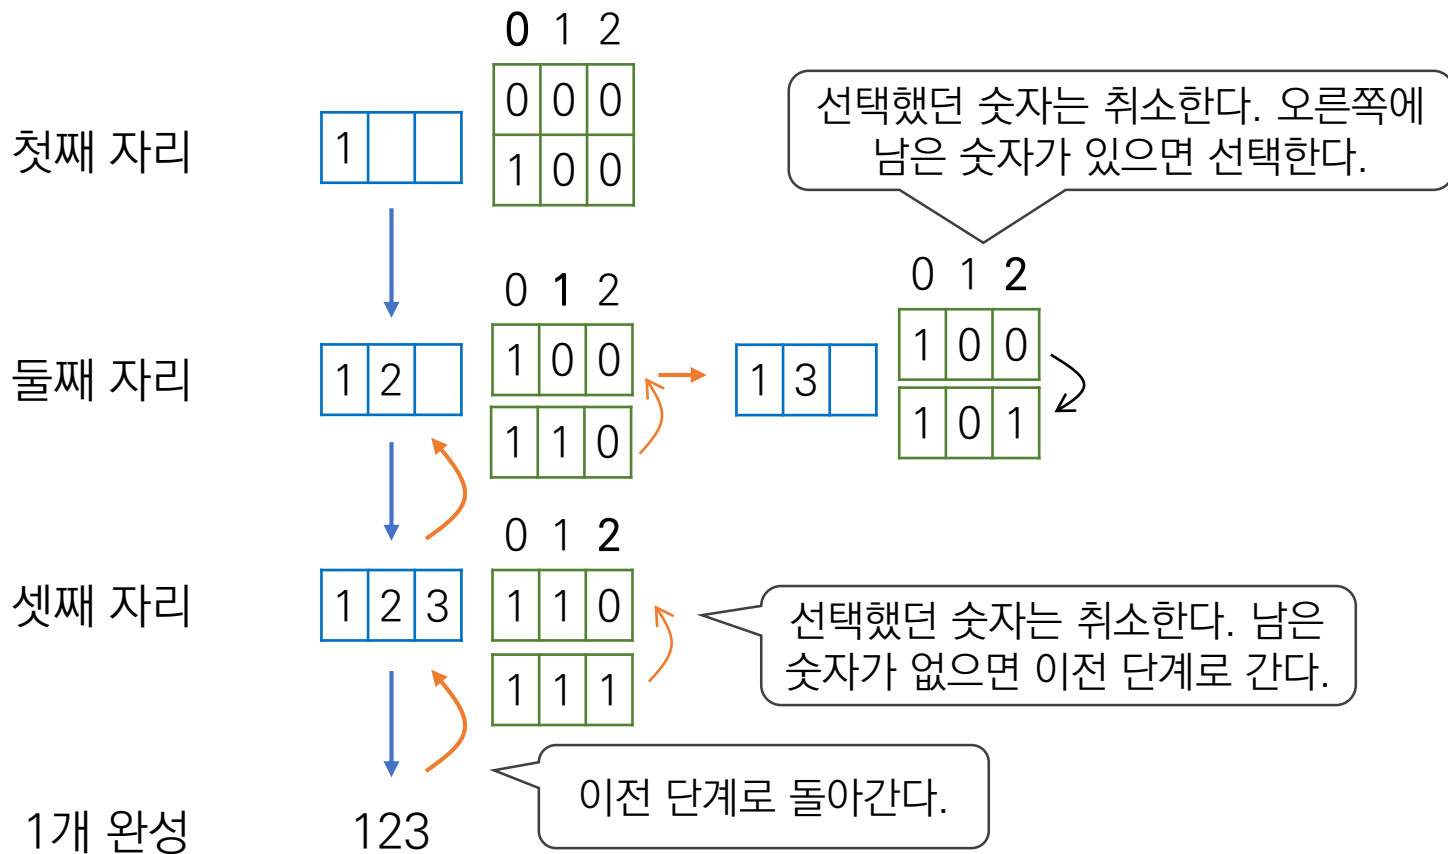 0 1 2
0 0 0
첫째 자리
1
1 0 0
선택했던 숫자는 취소한다. 오른쪽에
남은 숫자가 있으면 선택한다.
0 1 2
0 1 2
둘째 자리
1 2
1 0 0
1 1 0
1 3
1 0 0
1 0 1
0 1 2
셋째 자리
1 2 3
1 1 0
1 1 1
선택했던 숫자는 취소한다. 남은
숫자가 없으면 이전 단계로 간다.
이전 단계로 돌아간다.
1개 완성
123